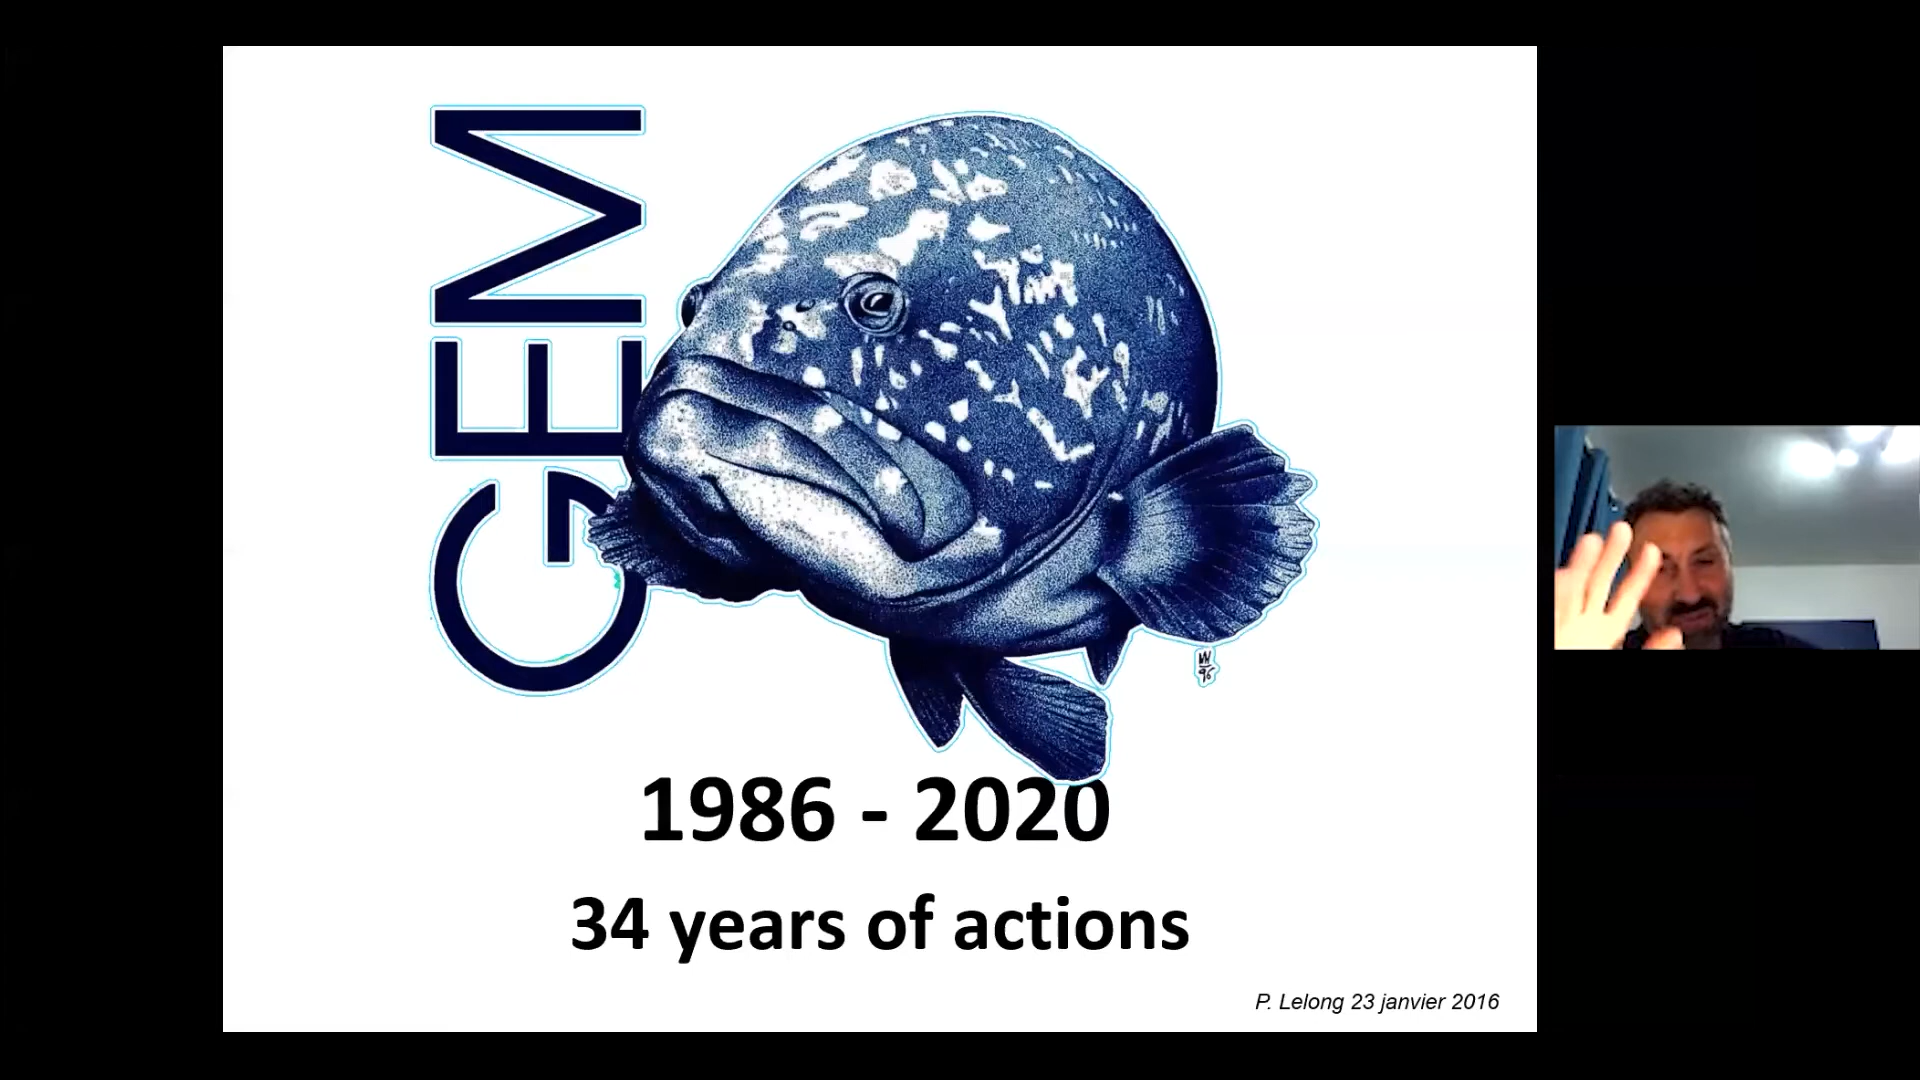 GEM
1986 - 2020
34 years of actions
P. Lelong 23 janvier 2016